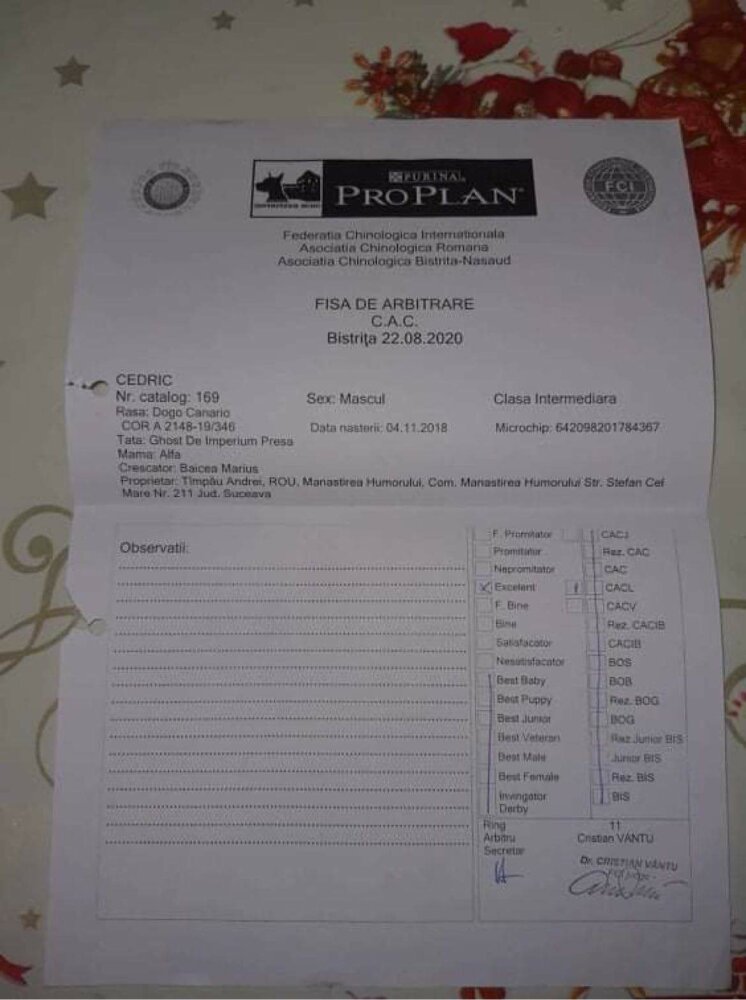 PURINA
PROPLAN
FCI
Federatia Chinologica Internationala
Asociatia Chinologica Romana
Asociatia Chinologica Bistrita-Nasaud
FISA DE ARBITRARE
C.A.C.
Bistriţa 22.08.2020
CEDRIC
Nr. catalog: 169 Sex: Mascul Clasa Intermediara
Rasa: Dogo Canario
COR A 2148-19/346 Data nasterii: 04.11.2018 Microchip: 642098201784367
Tata: Ghost De Imperium Presa
Mama: Alfa
Crescator: Baicea Marius
Proprietar: Timpău Andrei, ROU, Manastirea Humorului, Com. Manastirea Humorului Str. Stefan Cel
Mare Nr. 211 Jud. Suceava
Observatii:
F. Promitator CACJ
Promitator Rez. CAC
Nepromitator CAC
X Excelent 1 CACL
F. Bine CACV
Bine Rez. CACIB
Satisfacator CACIB
Nesatisfacator BOS
Best Baby BOB
Best Puppy Rez. BOG
Best Junior BOG
Best Veteran Rez Junior BIS
Best Male Junior BIS
Best Female Rez. BIS
Invingator BIS
Derby
Ring 11
Arbitru Cristian VANTU
Secretar
Dr. CRISTIAN VÂNTU